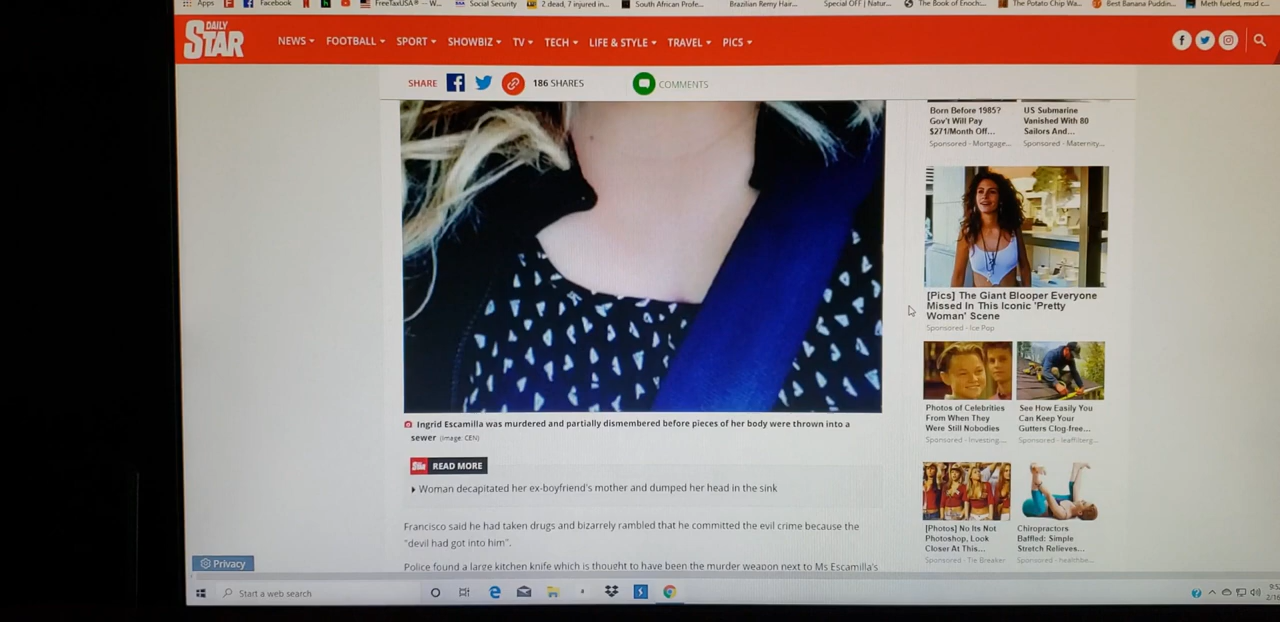 Apps
Facebook
FreeTaxUSA® – W...
Social Security
2 dead, 7 injured in...
South African Profe...
Brazilian Remy Hair...
Special OFF | Natur...
The Book of Enoch:...
The Potato Chip Wa...
Best Banana Puddin...
Meth fueled, mud c...
DAILY
STAR
NEWS
FOOTBALL
SPORT
SHOWBIZ
TV
TECH
LIFE & STYLE
TRAVEL
PICS
SHARE
186 SHARES
COMMENTS
Born Before 1985?
Gov't Will Pay
$271/Month Off...
Sponsored - Mortgage...
US Submarine
Vanished With 80
Sailors And...
Sponsored - Maternity...
[Pics] The Giant Blooper Everyone
Missed In This Iconic 'Pretty
Woman' Scene
Sponsored - Ice Pop
Photos of Celebrities
From When They
Were Still Nobodies
Sponsored - Investing....
See How Easily You
Can Keep Your
Gutters Clog-free...
Sponsored - leaffilterg...
Ingrid Escamilla was murdered and partially dismembered before pieces of her body were thrown into a
sewer (Image: CEN)
Star READ MORE
Woman decapitated her ex-boyfriend's mother and dumped her head in the sink
Francisco said he had taken drugs and bizarrely rambled that he committed the evil crime because the
"devil had got into him".
Police found a large kitchen knife which is thought to have been the murder weapon next to Ms Escamilla's
[Photos] No Its Not
Photoshop, Look
Closer At This...
Sponsored - Tie Breaker
Chiropractors
Baffled: Simple
Stretch Relieves...
Sponsored - healthbe...
Privacy
Start a web search